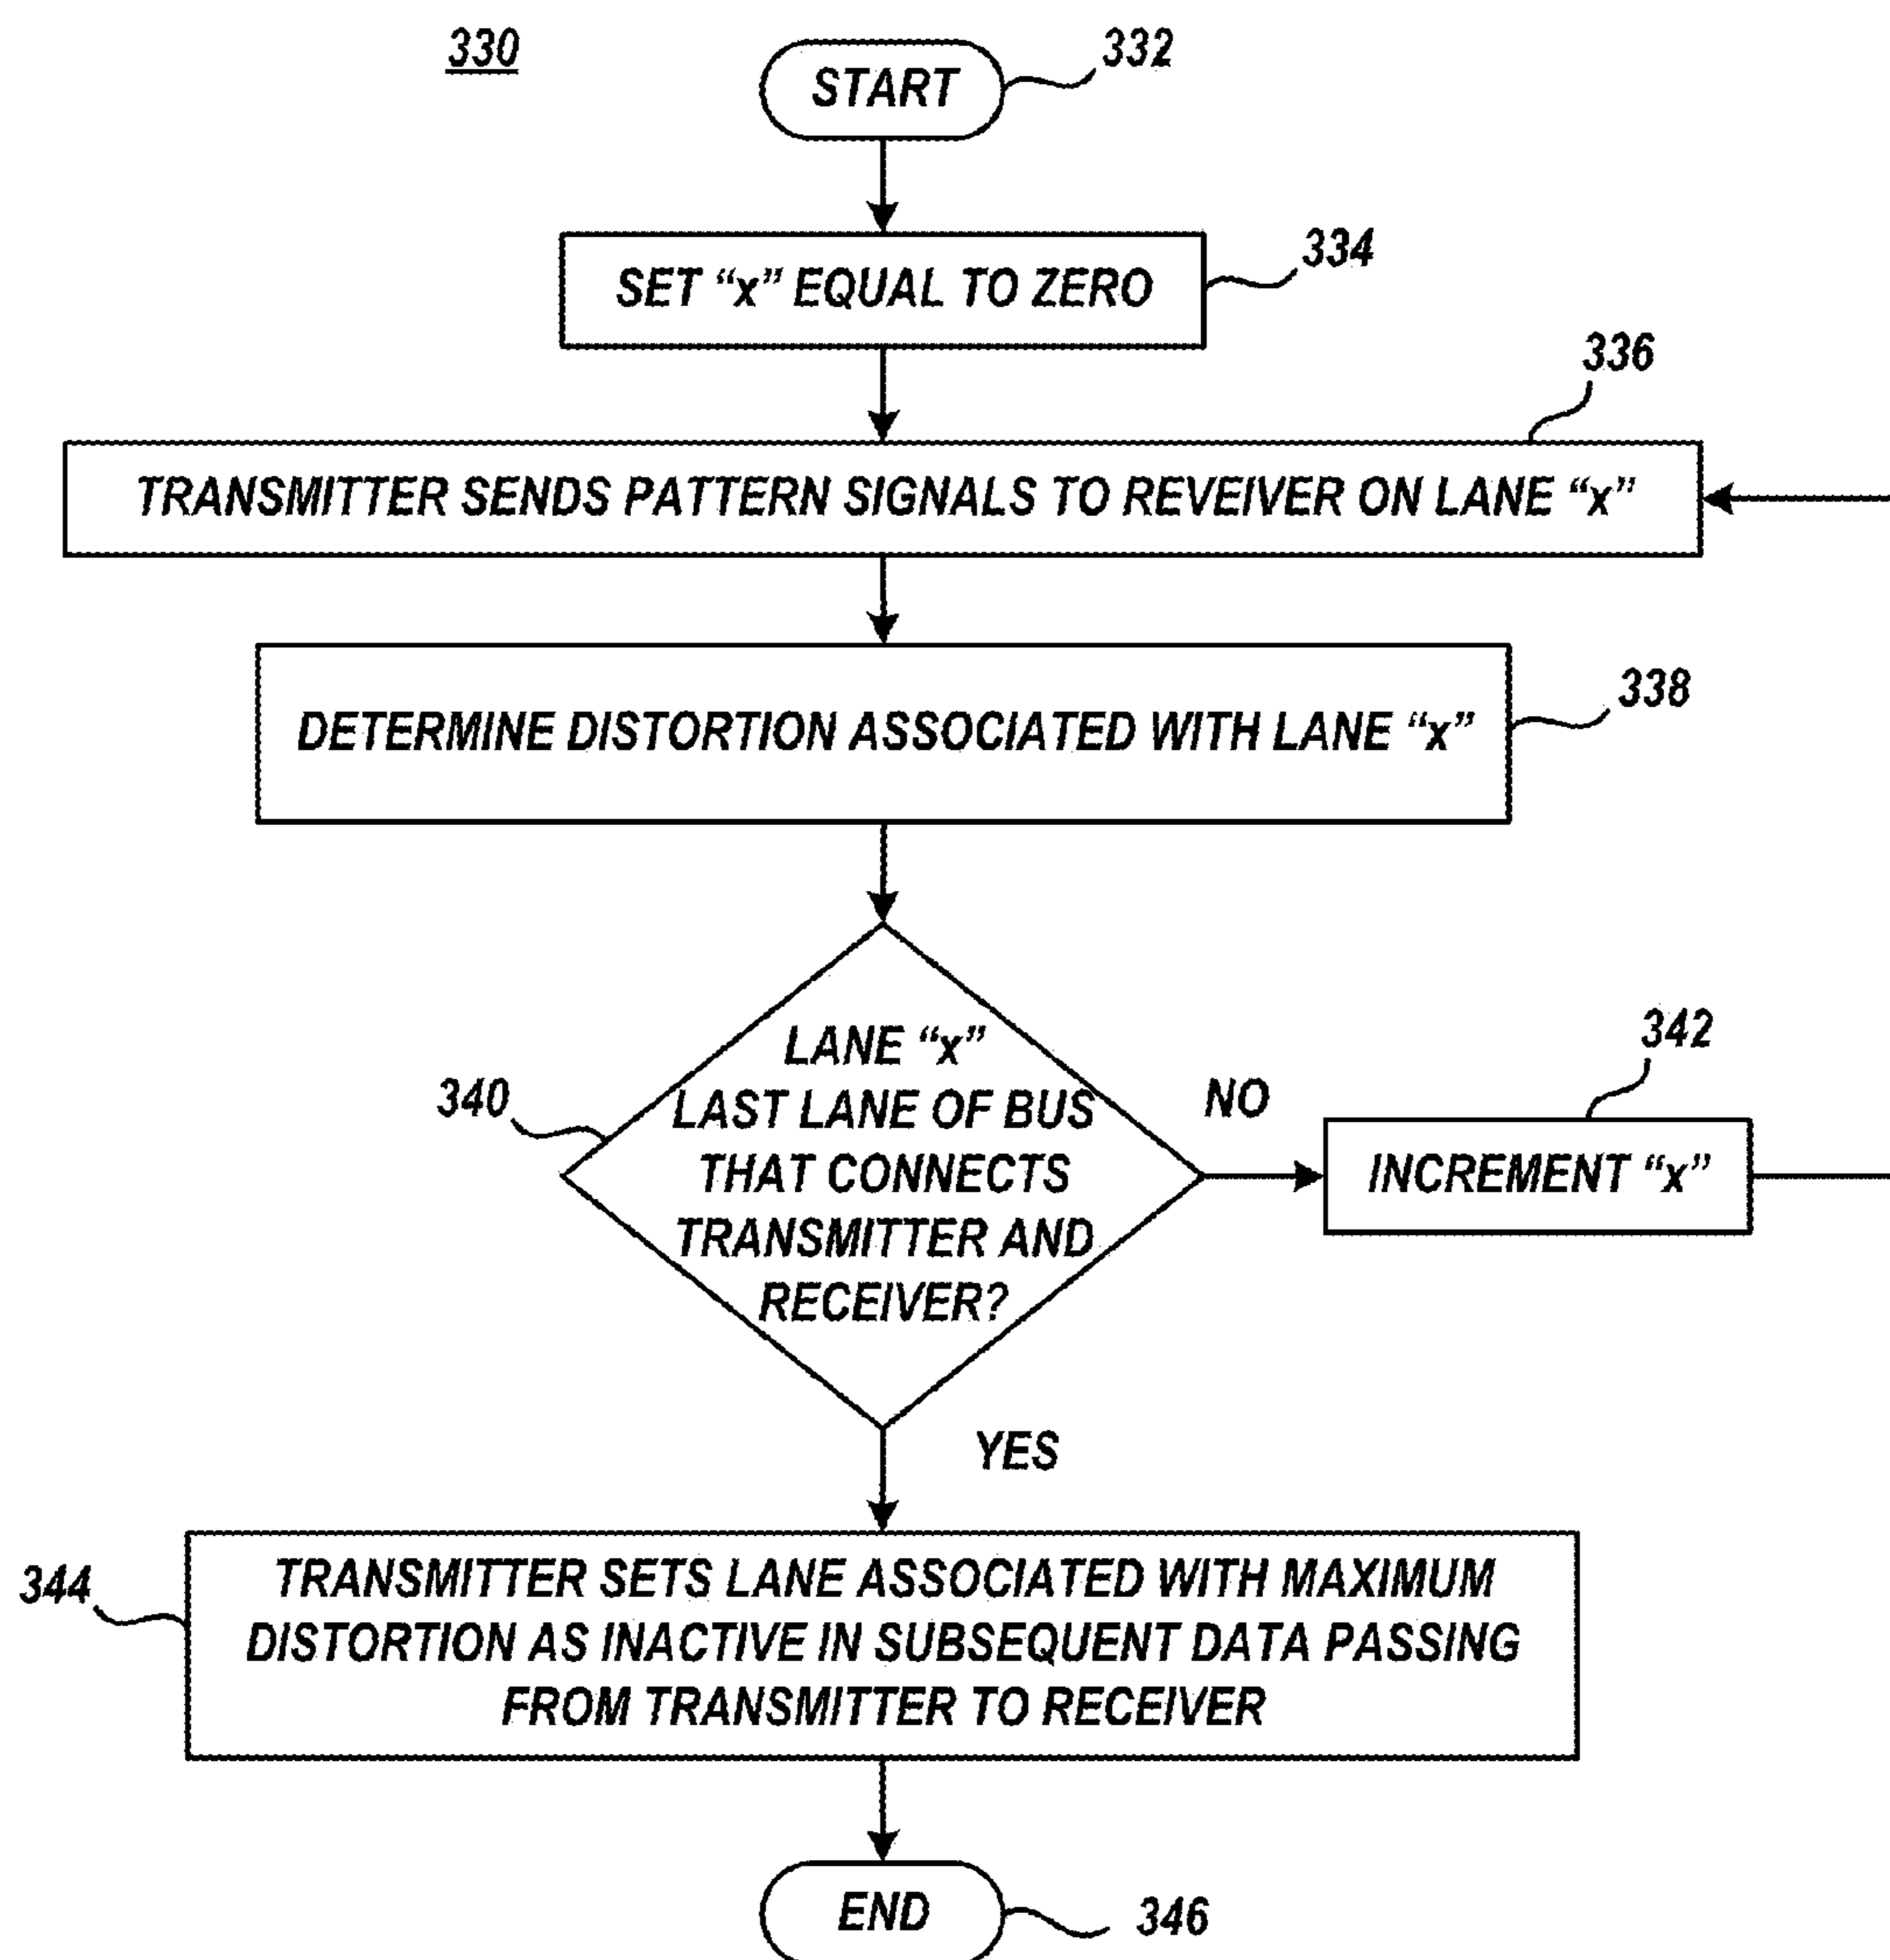 330
START
332
SET “x” EQUAL TO ZERO
334
336
TRANSMITTER SENDS PATTERN SIGNALS TO REVEIVER ON LANE “x”
DETERMINE DISTORTION ASSOCIATED WITH LANE “x”
338
340
LANE “x”
LAST LANE OF BUS
THAT CONNECTS
TRANSMITTER AND
RECEIVER?
NO
342
INCREMENT “x”
YES
344
TRANSMITTER SETS LANE ASSOCIATED WITH MAXIMUM
DISTORTION AS INACTIVE IN SUBSEQUENT DATA PASSING
FROM TRANSMITTER TO RECEIVER
END
346